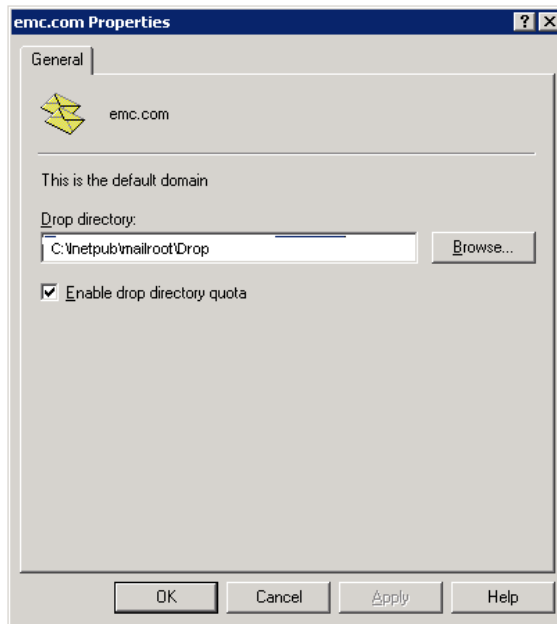 emc.com Properties
General
emc.com
This is the default domain
Drop directory:
C:\Inetpub\mailroot\Drop
Browse...
Enable drop directory quota
OK Cancel Apply Help